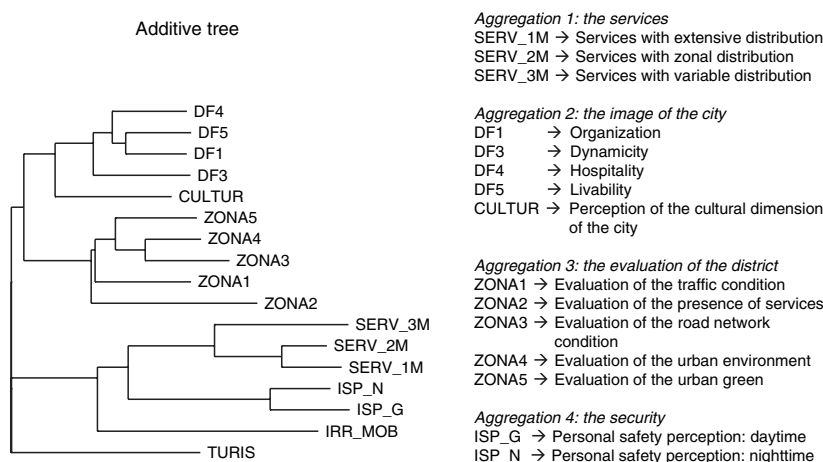 Additive tree
DF4
DF5
DF1
DF3
CULTUR
ZONA5
ZONA4
ZONA3
ZONA1
ZONA2
SERV_3M
SERV_2M
SERV_1M
ISP_N
ISP_G
IRR_MOB
TURIS
Aggregation 1: the services
SERV_1M → Services with extensive distribution
SERV_2M → Services with zonal distribution
SERV_3M → Services with variable distribution
Aggregation 2: the image of the city
DF1 → Organization
DF3 → Dynamicity
DF4 → Hospitality
DF5 → Livability
CULTUR → Perception of the cultural dimension
of the city
Aggregation 3: the evaluation of the district
ZONA1 → Evaluation of the traffic condition
ZONA2 → Evaluation of the presence of services
ZONA3 → Evaluation of the road network
condition
ZONA4 → Evaluation of the urban environment
ZONA5 → Evaluation of the urban green
Aggregation 4: the security
ISP_G → Personal safety perception: daytime
ISP_N → Personal safety perception: nighttime